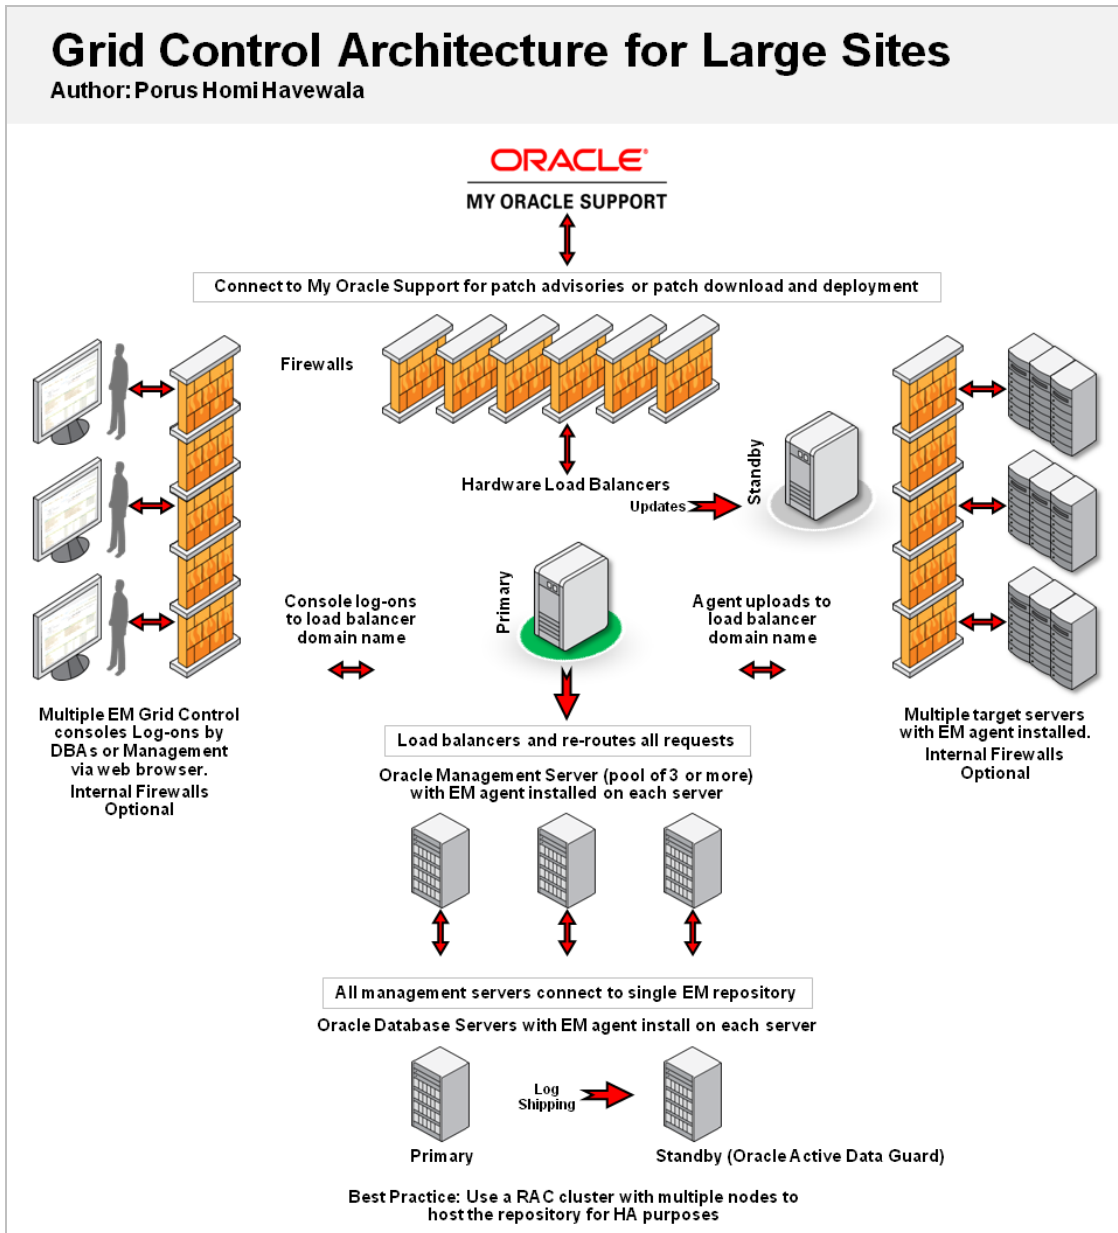 Grid Control Architecture for Large Sites
Author: Porus Homi Havewala
ORACLE®
MY ORACLE SUPPORT
Connect to My Oracle Support for patch advisories or patch download and deployment
Firewalls
Hardware Load Balancers
Updates
Standby
Primary
Console log-ons
to load balancer
domain name
Agent uploads to
load balancer
domain name
Multiple EM Grid Control
consoles Log-ons by
DBAs or Management
via web browser.
Internal Firewalls
Optional
Multiple target servers
with EM agent installed.
Internal Firewalls
Optional
Load balancers and re-routes all requests
Oracle Management Server (pool of 3 or more)
with EM agent installed on each server
All management servers connect to single EM repository
Oracle Database Servers with EM agent install on each server
Log
Shipping
Primary
Standby (Oracle Active Data Guard)
Best Practice: Use a RAC cluster with multiple nodes to
host the repository for HA purposes